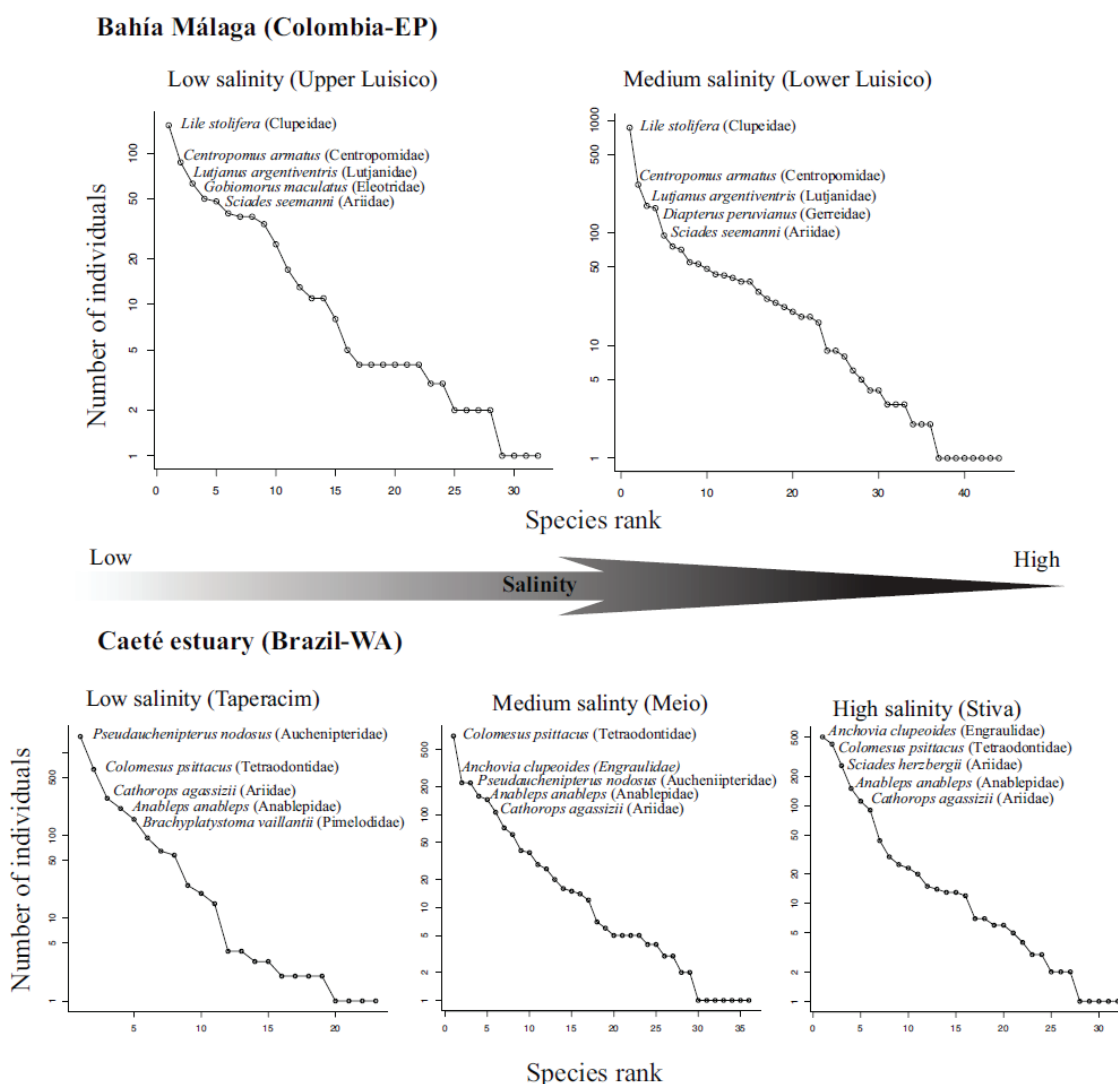 Bahía Málaga (Colombia-EP)
Low salinity (Upper Luisico)
Number of individuals
100
50
20
10
5
2
1
Lile stolifera (Clupeidae)
Centropomus armatus (Centropomidae)
Lutjanus argentiventris (Lutjanidae)
Gobiomorus maculatus (Eleotridae)
Sciades seemanni (Ariidae)
0 5 10 15 20 25 30
Medium salinity (Lower Luisico)
1000
500
100
50
10
5
1
Lile stolifera (Clupeidae)
Centropomus armatus (Centropomidae)
Lutjanus argentiventris (Lutjanidae)
Diapterus peruvianus (Gerreidae)
Sciades seemanni (Ariidae)
0 10 20 30 40
Species rank
Low
High
Salinity
Caeté estuary (Brazil-WA)
Low salinity (Taperacim)
Number of individuals
500
100
50
10
5
1
Pseudauchenipterus nodosus (Auchenipteridae)
Colomesus psittacus (Tetraodontidae)
Cathorops agassizii (Ariidae)
Anableps anableps (Anablepidae)
Brachyplatystoma vaillantii (Pimelodidae)
5 10 15 20
Medium salinty (Meio)
500
200
100
50
20
10
5
2
1
Colomesus psittacus (Tetraodontidae)
Anchovia clupeoides (Engraulidae)
Pseudauchenipterus nodosus (Aucheniipteridae)
Anableps anableps (Anablepidae)
Cathorops agassizii (Ariidae)
0 5 10 15 20 25 30 35
High salinity (Stiva)
500
200
100
50
20
10
5
2
1
Anchovia clupeoides (Engraulidae)
Colomesus psittacus (Tetraodontidae)
Sciades herzbergii (Ariidae)
Anableps anableps (Anablepidae)
Cathorops agassizii (Ariidae)
0 5 10 15 20 25 30
Species rank